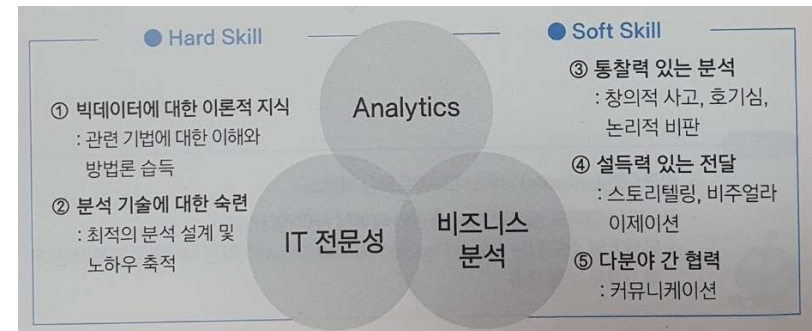 ● Hard Skill
① 빅데이터에 대한 이론적 지식
: 관련 기법에 대한 이해와
방법론 습득
② 분석 기술에 대한 숙련
: 최적의 분석 설계 및
노하우 축적
Analytics
IT 전문성
비즈니스
분석
● Soft Skill
③ 통찰력 있는 분석
: 창의적 사고, 호기심,
논리적 비판
④ 설득력 있는 전달
: 스토리텔링, 비주얼라
이제이션
⑤ 다분야 간 협력
: 커뮤니케이션